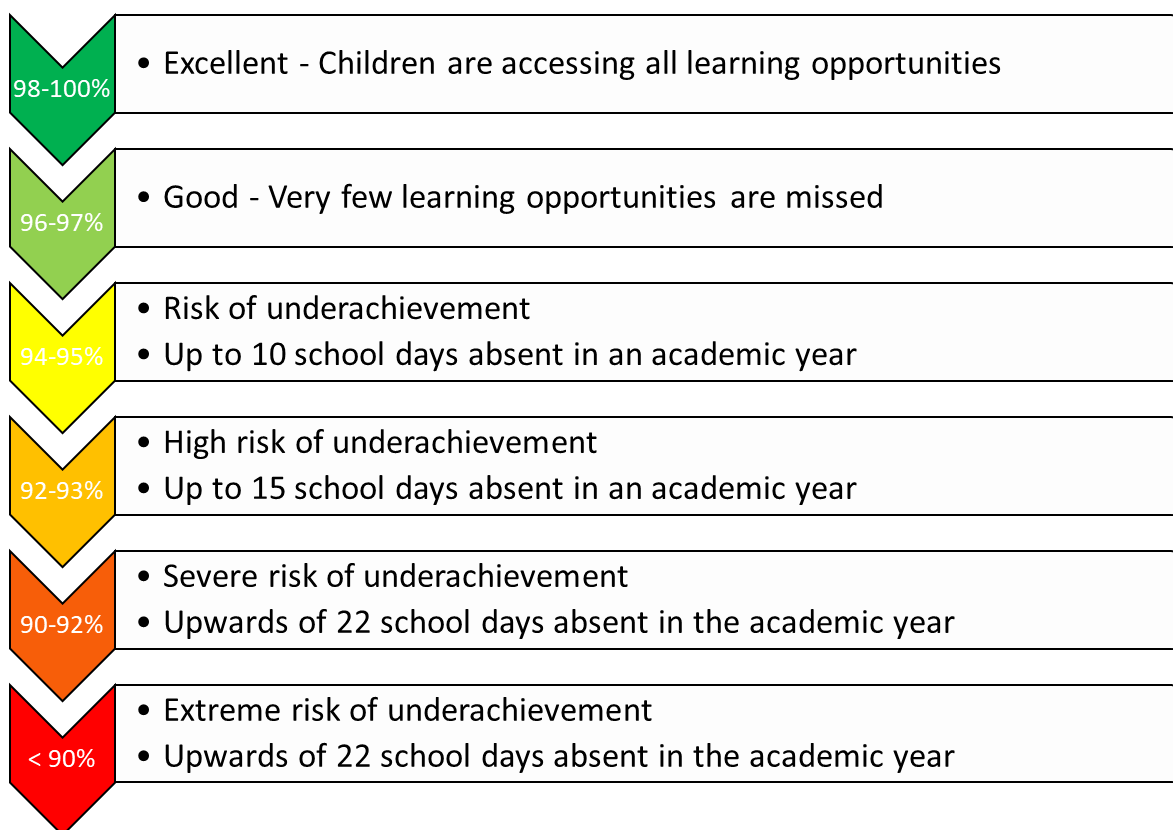 98-100%
• Excellent - Children are accessing all learning opportunities
96-97%
• Good - Very few learning opportunities are missed
94-95%
• Risk of underachievement
• Up to 10 school days absent in an academic year
92-93%
• High risk of underachievement
• Up to 15 school days absent in an academic year
90-92%
• Severe risk of underachievement
• Upwards of 22 school days absent in the academic year
< 90%
• Extreme risk of underachievement
• Upwards of 22 school days absent in the academic year